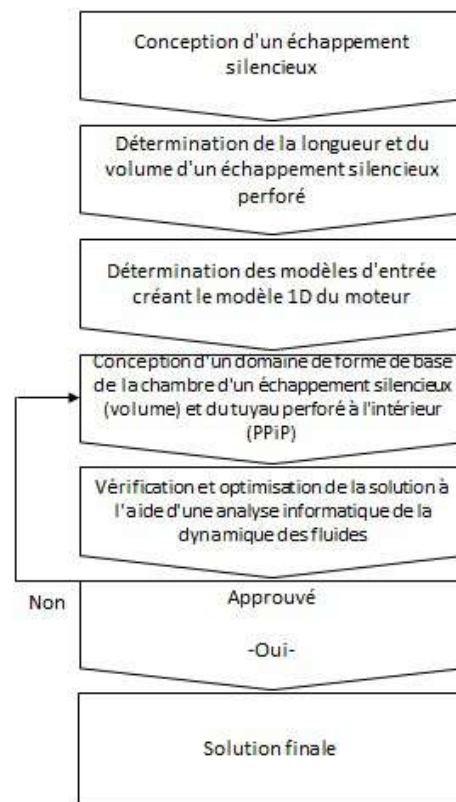 Conception d'un échappement
silencieux
Détermination de la longueur et du
volume d'un échappement silencieux
perforé
Détermination des modèles d'entrée
créant le modèle 1D du moteur
Conception d'un domaine de forme de base
de la chambre d'un échappement silencieux
(volume) et du tuyau perforé à l'intérieur
(PPiP)
Vérification et optimisation de la solution à
l'aide d'une analyse informatique de la
dynamique des fluides
Non
Approuvé
-Oui-
Solution finale